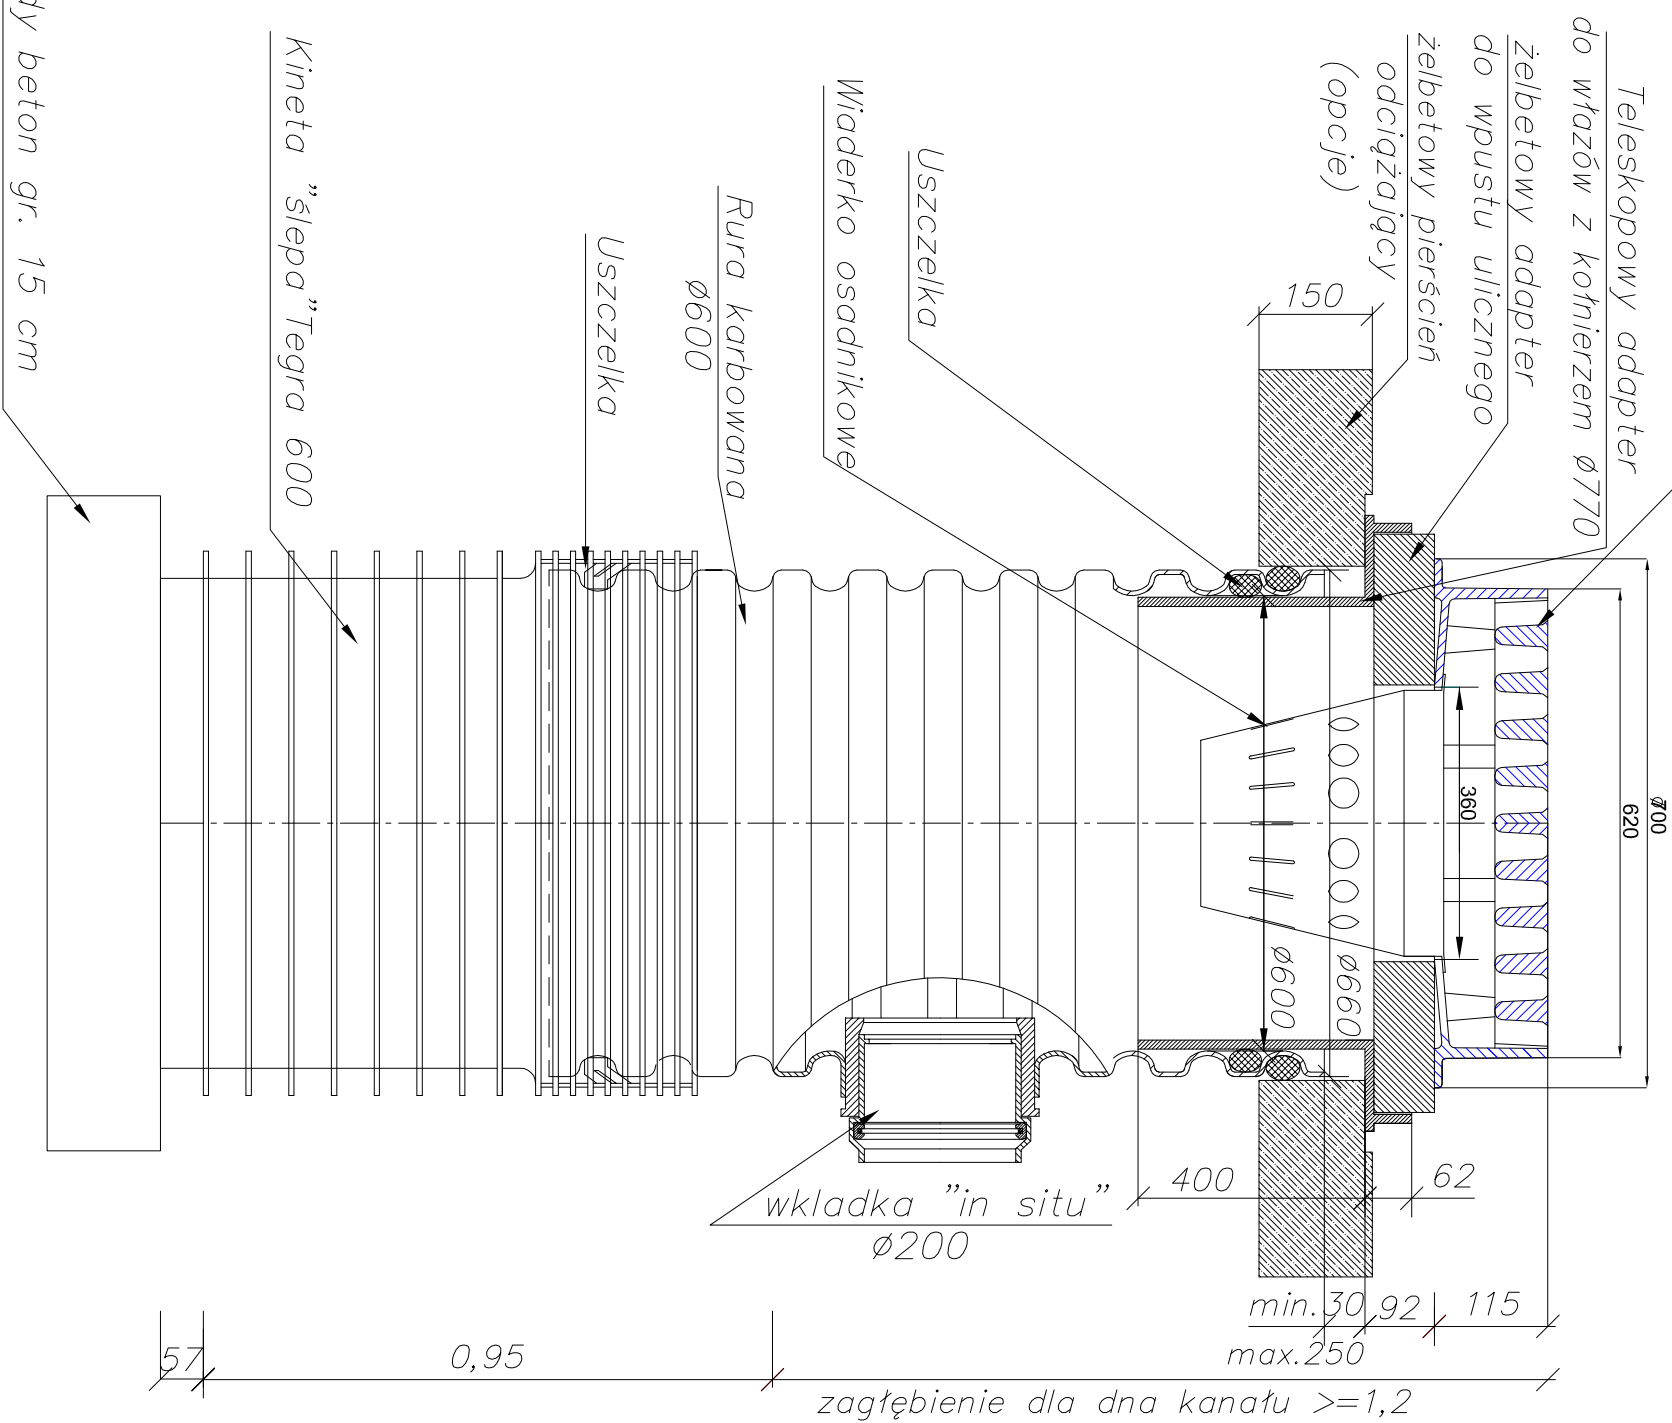 Teleskopowy adapter
do włazów z kołnierzem ø770
żelbetowy adapter
do wpustu ulicznego
żelbetowy pierścień
odciążający
(opcje)
Uszczelka
Wiaderko osadnikowe
Rura karbowana
ø600
Uszczelka
Kineta "ślepa" Tegra 600
beton gr. 15 cm
150
ø700
620
360
ø660
ø600
400
62
wkladka "in situ"
ø200
min.30
92
115
max.250
57
0,95
zagłębienie dla dna kanału >=1,2